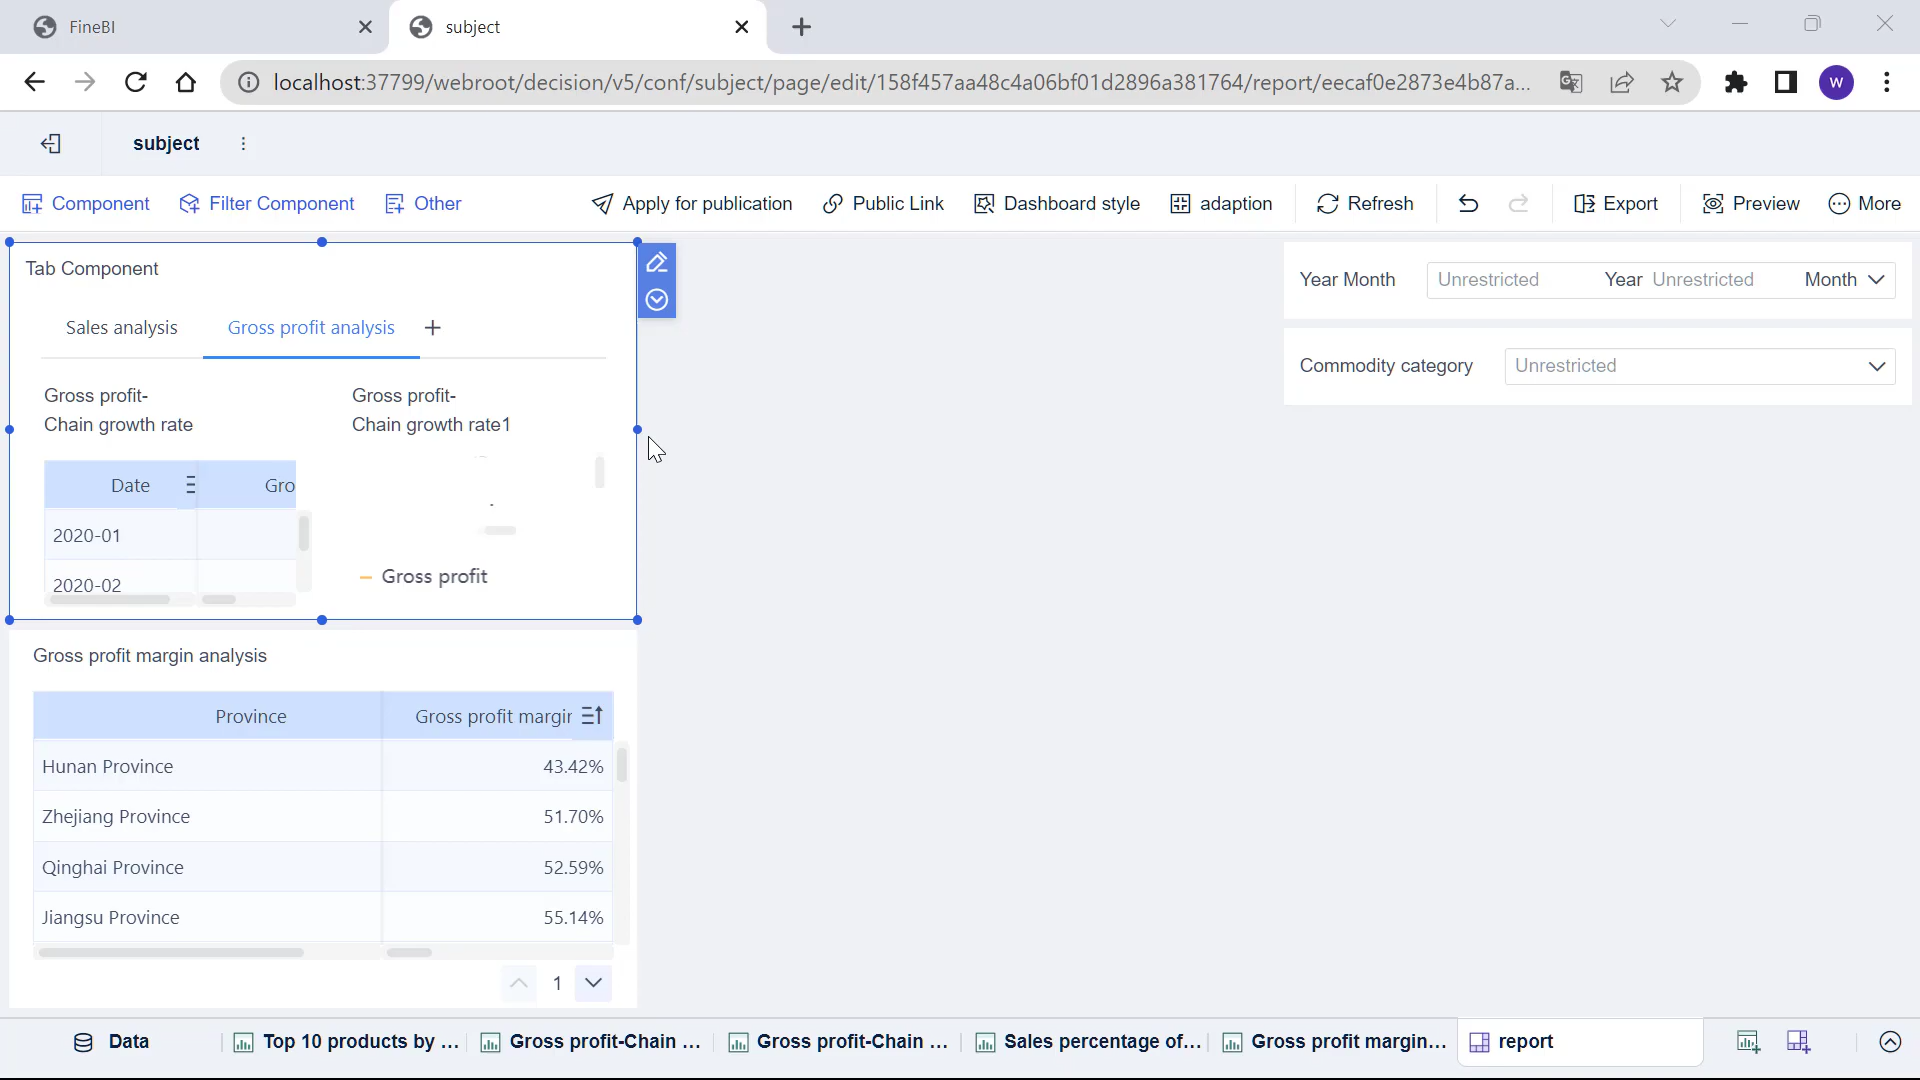 FineBI
subject
localhost:37799/webroot/decision/v5/conf/subject/page/edit/158f457aa48c4a06bf01d2896a381764/report/eecaf0e2873e4b87a...
W
subject
Component
Filter Component
Other
Apply for publication
Public Link
Dashboard style
adaption
Refresh
Export
Preview
More
Tab Component
Sales analysis
Gross profit analysis
Gross profit-
Chain growth rate
Gross profit-
Chain growth rate1
Date
Gro
2020-01
2020-02
Gross profit
Year Month
Unrestricted
Year
Unrestricted
Month
Commodity category
Unrestricted
Gross profit margin analysis
Province
Gross profit margir
Hunan Province
43.42%
Zhejiang Province
51.70%
Qinghai Province
52.59%
Jiangsu Province
55.14%
1
Data
Top 10 products by ...
Gross profit-Chain ...
Gross profit-Chain ...
Sales percentage of...
Gross profit margin...
report